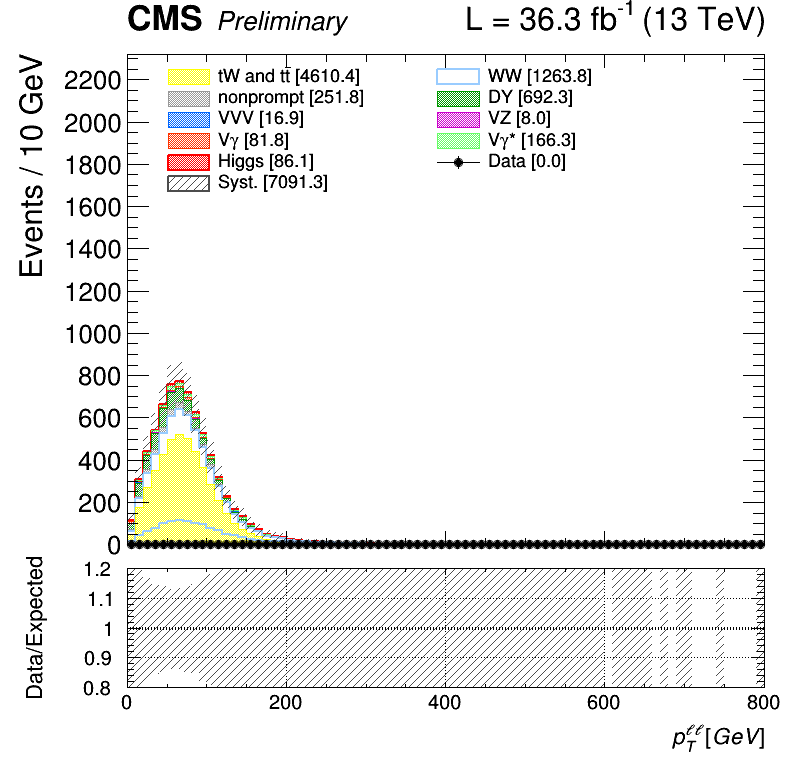 CMS Preliminary L = 36.3 fb⁻¹ (13 TeV)
Events / 10 GeV
2200
2000
1800
1600
1400
1200
1000
800
600
400
200
0
tW and tt̄ [4610.4]
nonprompt [251.8]
VVV [16.9]
Vγ [81.8]
Higgs [86.1]
Syst. [7091.3]
WW [1263.8]
DY [692.3]
VZ [8.0]
Vγ* [166.3]
Data [0.0]
Data/Expected
1.2
1.1
1
0.9
0.8
0 200 400 600 800
p_T^ℓℓ [GeV]